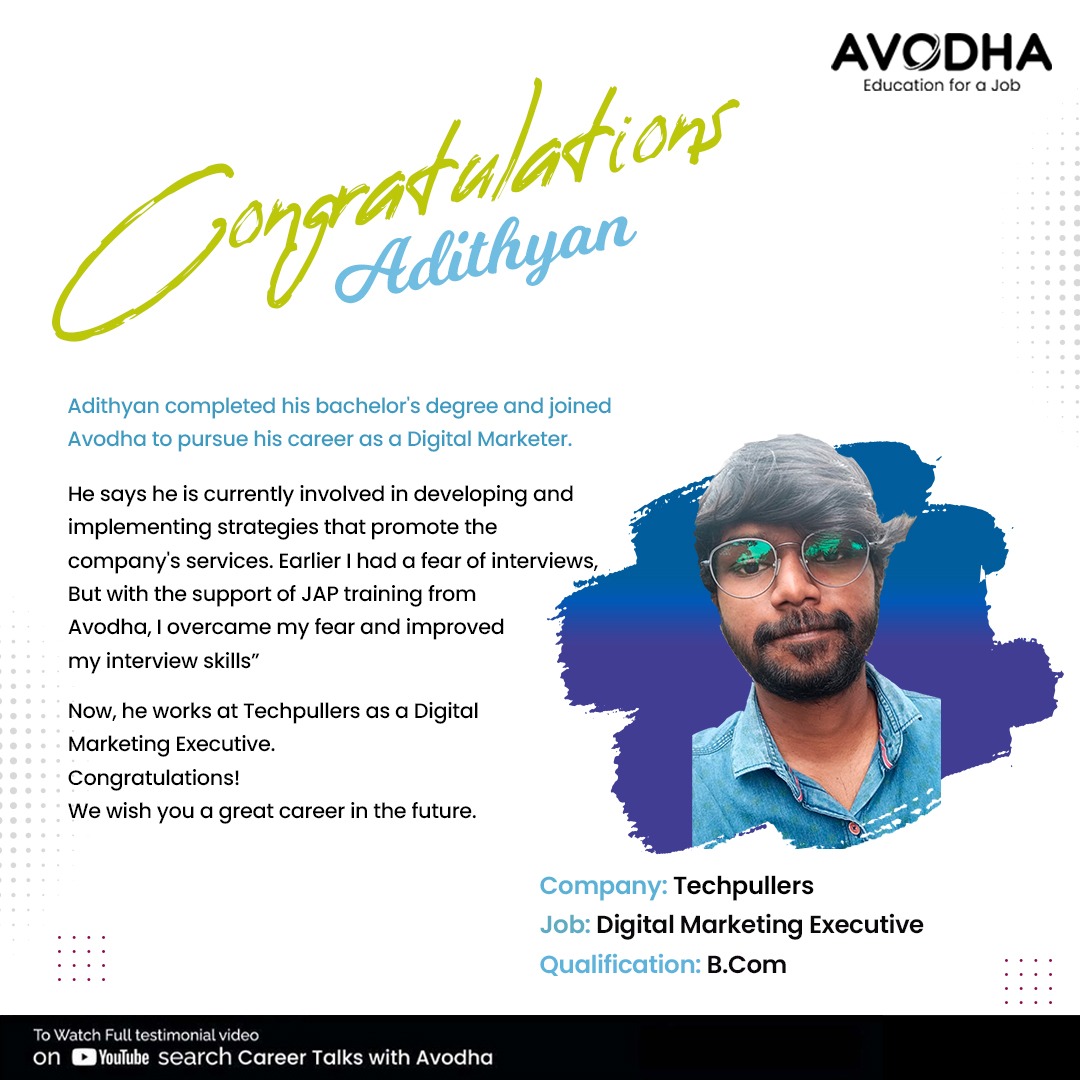 AVODHA
Education for a Job
Congratulations
Adithyan
Adithyan completed his bachelor's degree and joined
Avodha to pursue his career as a Digital Marketer.
He says he is currently involved in developing and
implementing strategies that promote the
company's services. Earlier I had a fear of interviews,
But with the support of JAP training from
Avodha, I overcame my fear and improved
my interview skills”
Now, he works at Techpullers as a Digital
Marketing Executive.
Congratulations!
We wish you a great career in the future.
Company: Techpullers
Job: Digital Marketing Executive
Qualification: B.Com
To Watch Full testimonial video
on YouTube search Career Talks with Avodha